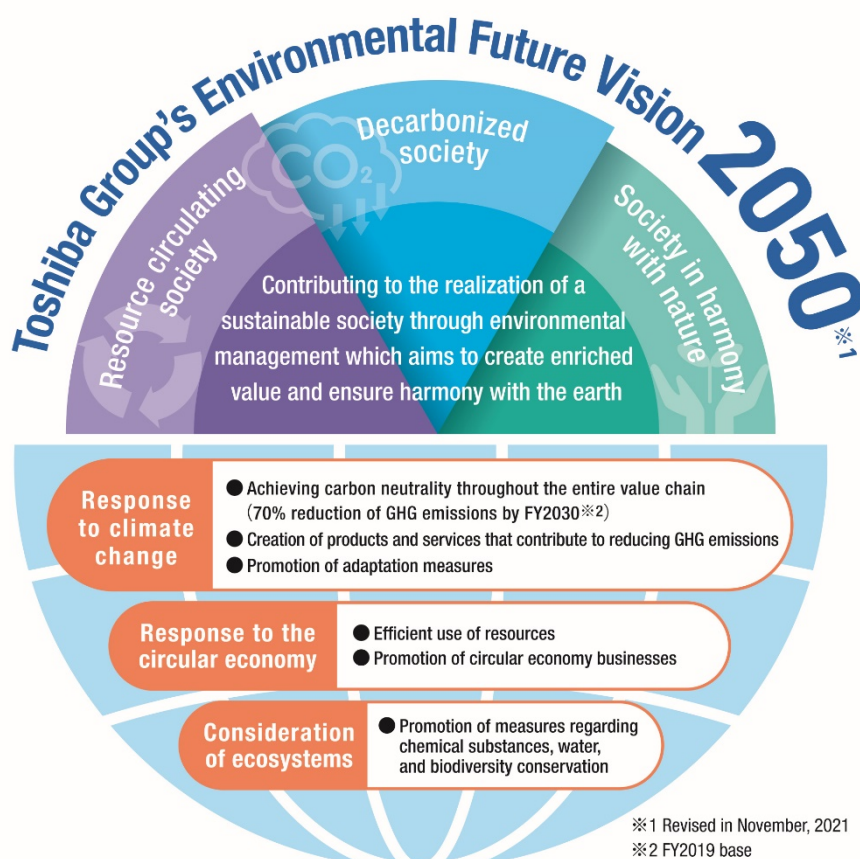 Toshiba Group's Environmental Future Vision 2050※1
Resource circulating
society
CO2
Decarbonized
society
Society in harmony
with nature
Contributing to the realization of a
sustainable society through environmental
management which aims to create enriched
value and ensure harmony with the earth
Response
to climate
change
● Achieving carbon neutrality throughout the entire value chain
(70% reduction of GHG emissions by FY2030※2)
● Creation of products and services that contribute to reducing GHG emissions
● Promotion of adaptation measures
Response to the
circular economy
● Efficient use of resources
● Promotion of circular economy businesses
Consideration
of ecosystems
● Promotion of measures regarding
chemical substances, water,
and biodiversity conservation
※1 Revised in November, 2021
※2 FY2019 base